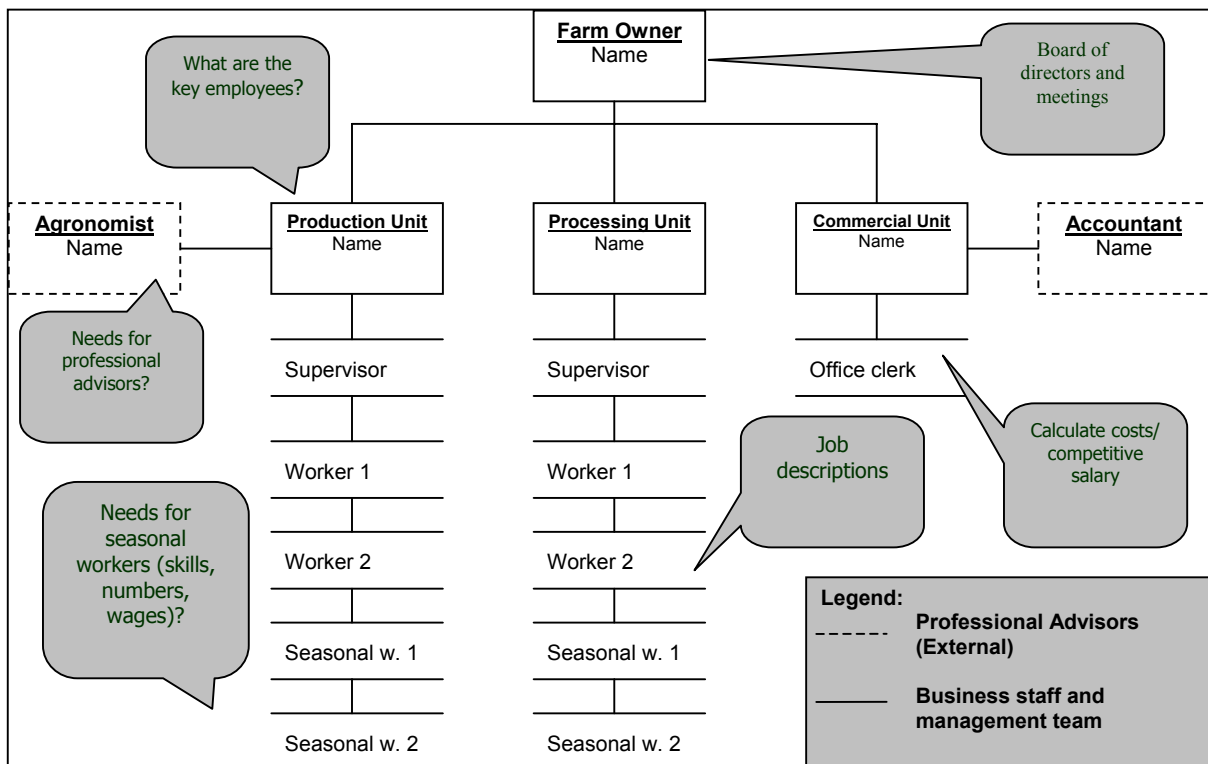 Farm Owner
Name
What are the
key employees?
Board of
directors and
meetings
Agronomist
Name
Production Unit
Name
Processing Unit
Name
Commercial Unit
Name
Accountant
Name
Needs for
professional
advisors?
Supervisor
Supervisor
Office clerk
Calculate costs/
competitive
salary
Job
descriptions
Worker 1
Worker 1
Needs for
seasonal
workers (skills,
numbers,
wages)?
Worker 2
Worker 2
Seasonal w. 1
Seasonal w. 1
Seasonal w. 2
Seasonal w. 2
Legend:
Professional Advisors
(External)
Business staff and
management team